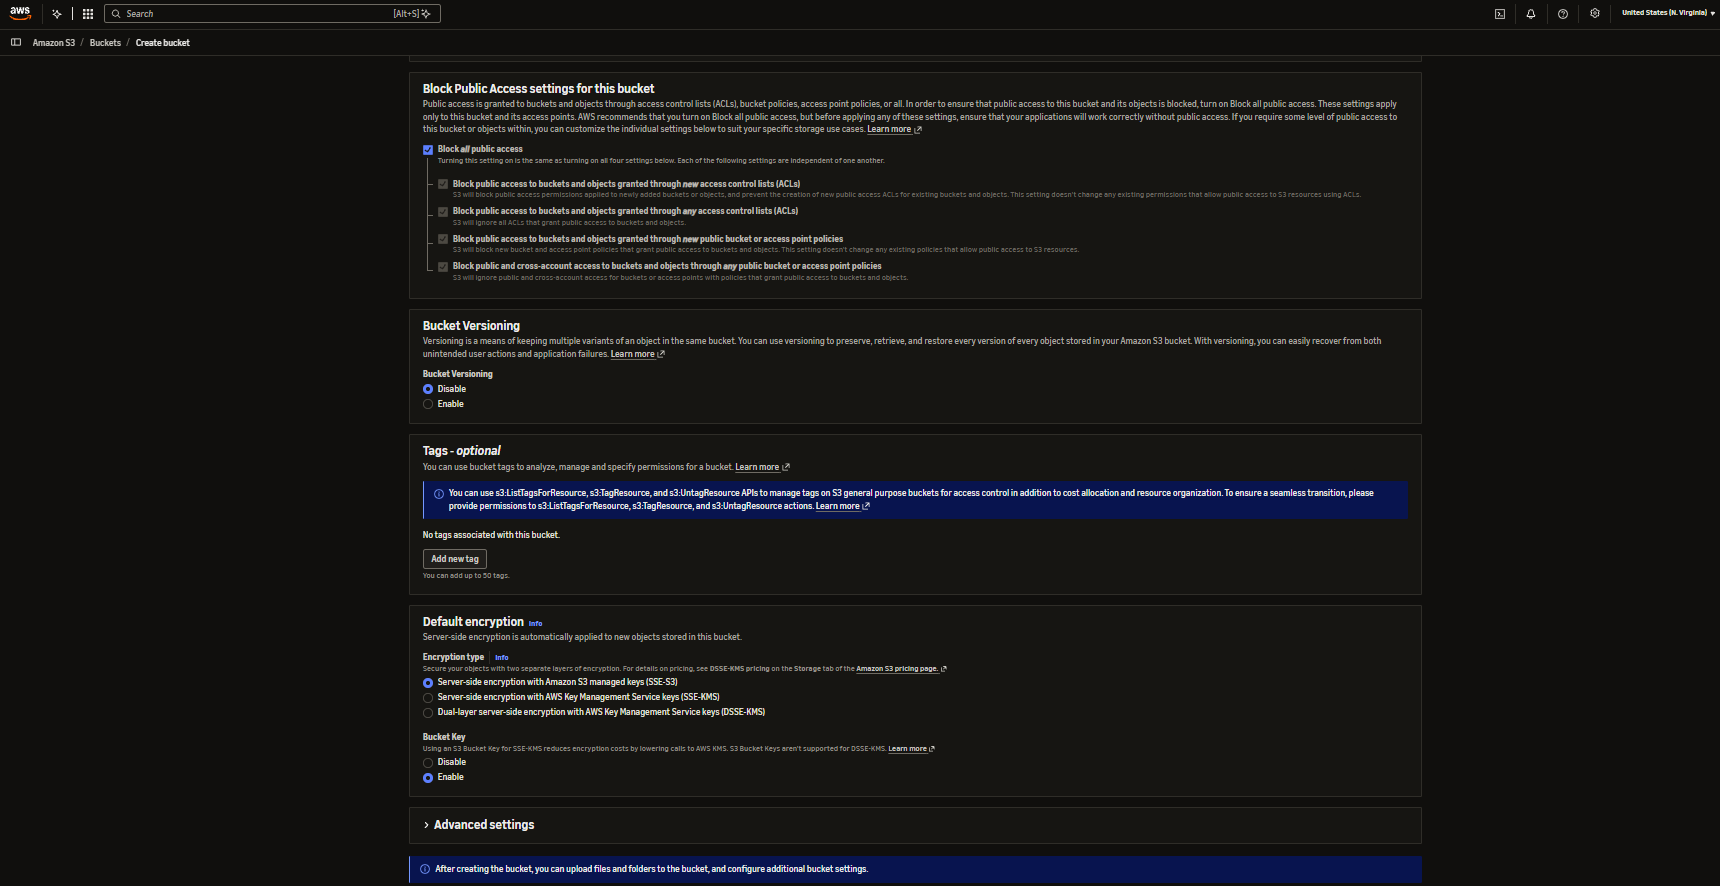 aws
Search
[Alt+S]
United States (N. Virginia)
Amazon S3 / Buckets / Create bucket
Block Public Access settings for this bucket
Public access is granted to buckets and objects through access control lists (ACLs), bucket policies, access point policies, or all. In order to ensure that public access to this bucket and its objects is blocked, turn on Block all public access. These settings apply
only to this bucket and its access points. AWS recommends that you turn on Block all public access, but before applying any of these settings, ensure that your applications will work correctly without public access. If you require some level of public access to
this bucket or objects within, you can customize the individual settings below to suit your specific storage use cases. Learn more
Block all public access
Turning this setting on is the same as turning on all four settings below. Each of the following settings are independent of one another.
Block public access to buckets and objects granted through new access control lists (ACLs)
S3 will block public access permissions applied to newly added buckets or objects, and prevent the creation of new public access ACLs for existing buckets and objects. This setting doesn't change any existing permissions that allow public access to S3 resources using ACLs.
Block public access to buckets and objects granted through any access control lists (ACLs)
S3 will ignore all ACLs that grant public access to buckets and objects.
Block public access to buckets and objects granted through new public bucket or access point policies
S3 will block new bucket and access point policies that grant public access to buckets and objects. This setting doesn't change any existing policies that allow public access to S3 resources.
Block public and cross-account access to buckets and objects through any public bucket or access point policies
S3 will ignore public and cross-account access for buckets or access points with policies that grant public access to buckets and objects.
Bucket Versioning
Versioning is a means of keeping multiple variants of an object in the same bucket. You can use versioning to preserve, retrieve, and restore every version of every object stored in your Amazon S3 bucket. With versioning, you can easily recover from both
unintended user actions and application failures. Learn more
Bucket Versioning
Disable
Enable
Tags - optional
You can use bucket tags to analyze, manage and specify permissions for a bucket. Learn more
You can use s3:ListTagsForResource, s3:TagResource, and s3:UntagResource APIs to manage tags on S3 general purpose buckets for access control in addition to cost allocation and resource organization. To ensure a seamless transition, please
provide permissions to s3:ListTagsForResource, s3:TagResource, and s3:UntagResource actions. Learn more
No tags associated with this bucket.
Add new tag
You can add up to 50 tags.
Default encryption Info
Server-side encryption is automatically applied to new objects stored in this bucket.
Encryption type Info
Secure your objects with two separate layers of encryption. For details on pricing, see DSSE-KMS pricing on the Storage tab of the Amazon S3 pricing page.
Server-side encryption with Amazon S3 managed keys (SSE-S3)
Server-side encryption with AWS Key Management Service keys (SSE-KMS)
Dual-layer server-side encryption with AWS Key Management Service keys (DSSE-KMS)
Bucket Key
Using an S3 Bucket Key for SSE-KMS reduces encryption costs by lowering calls to AWS KMS. S3 Bucket Keys aren't supported for DSSE-KMS. Learn more
Disable
Enable
Advanced settings
After creating the bucket, you can upload files and folders to the bucket, and configure additional bucket settings.